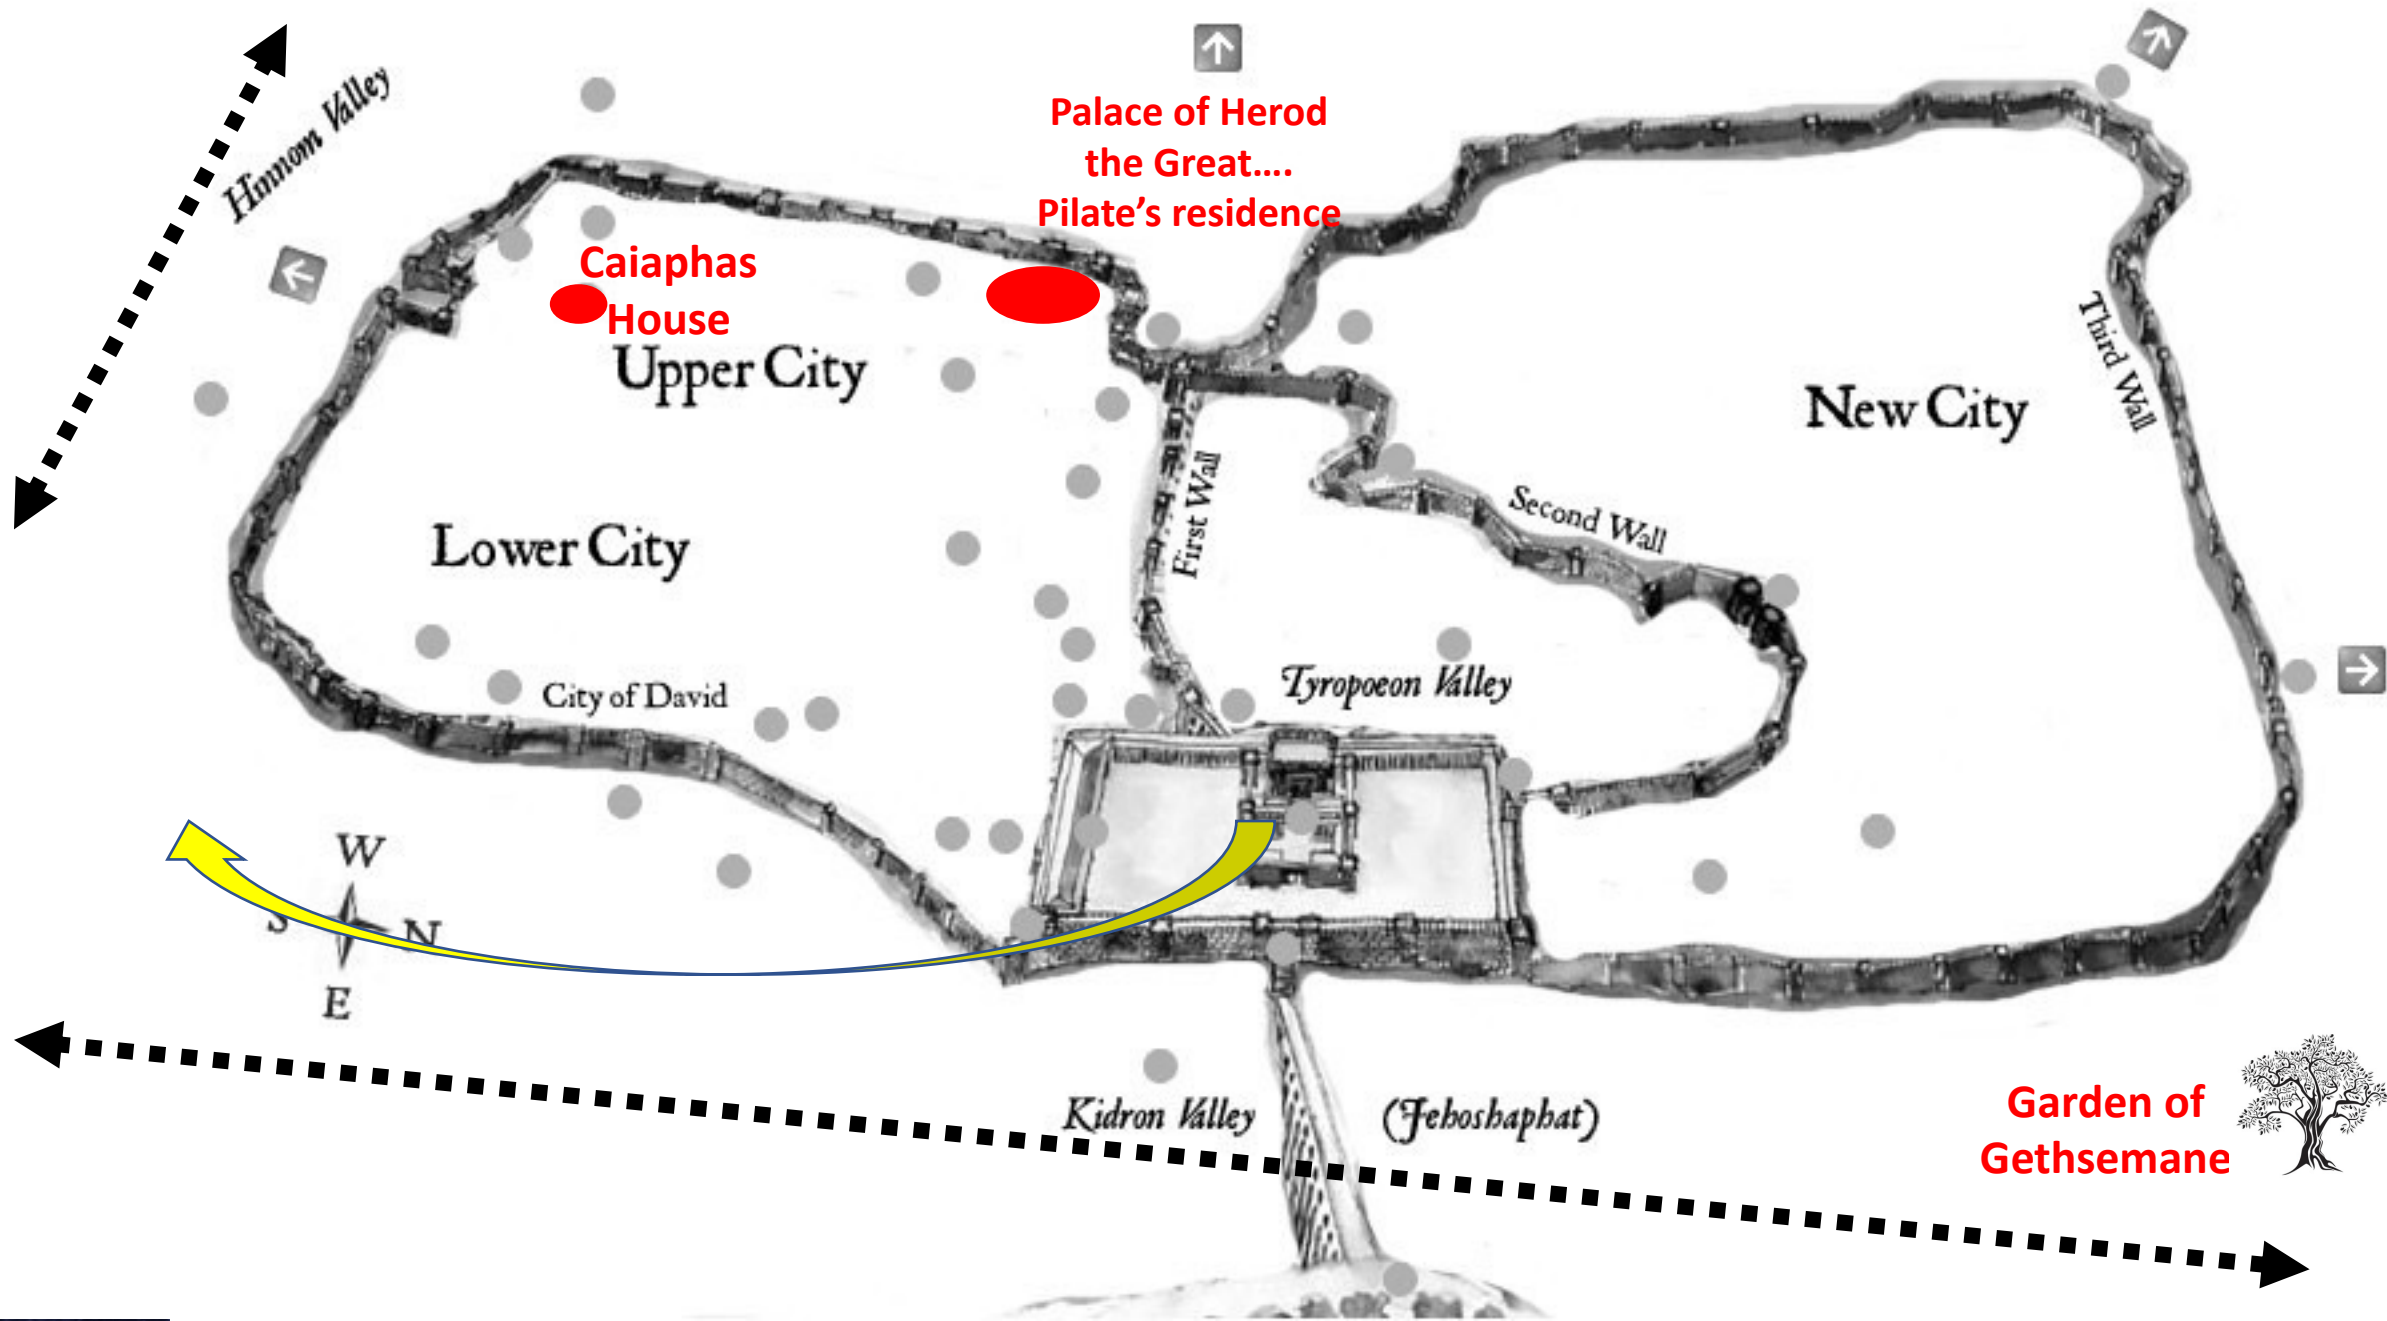 Hinnom Valley
Palace of Herod
the Great....
Pilate's residence
Caiaphas
House
Upper City
New City
Third Wall
First Wall
Second Wall
Lower City
City of David
Tyropoeon Valley
W
S
N
E
Kidron Valley
(Jehoshaphat)
Garden of
Gethsemane